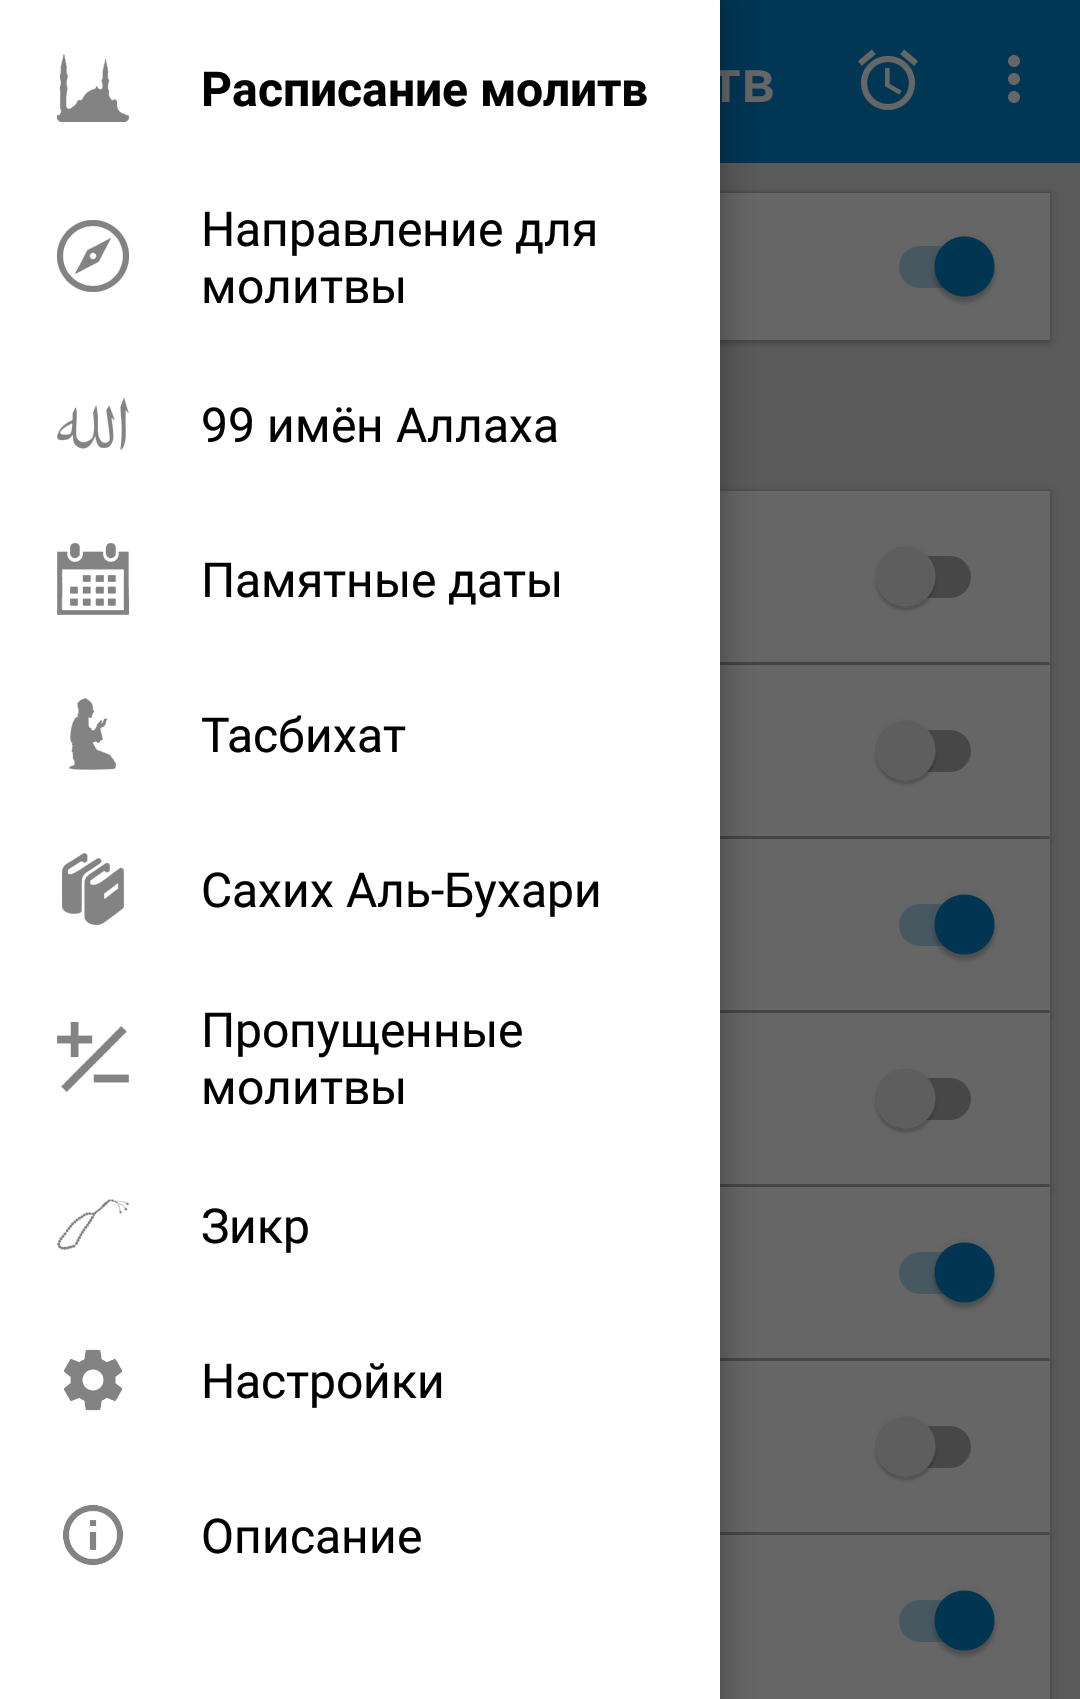 Расписание молитв
тв
Направление для
молитвы
99 имён Аллаха
Памятные даты
Тасбихат
Сахих Аль-Бухари
Пропущенные
молитвы
Зикр
Настройки
Описание